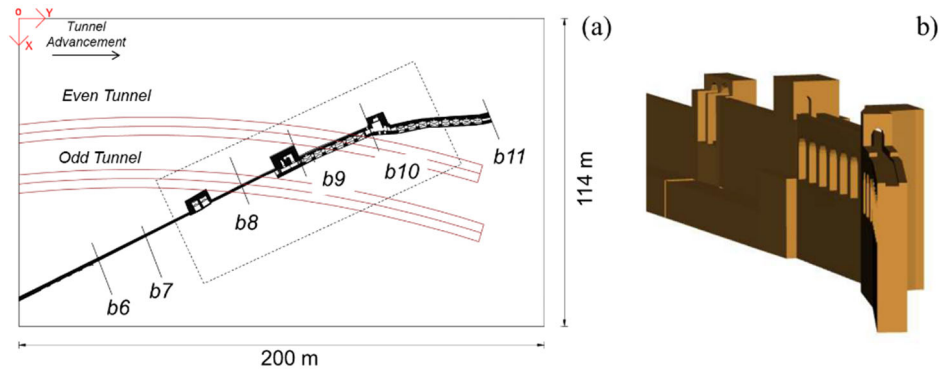 o Y
X
Tunnel
Advancement
(a)
b)
Even Tunnel
Odd Tunnel
b11
b10
b9
b8
b7
b6
114 m
200 m